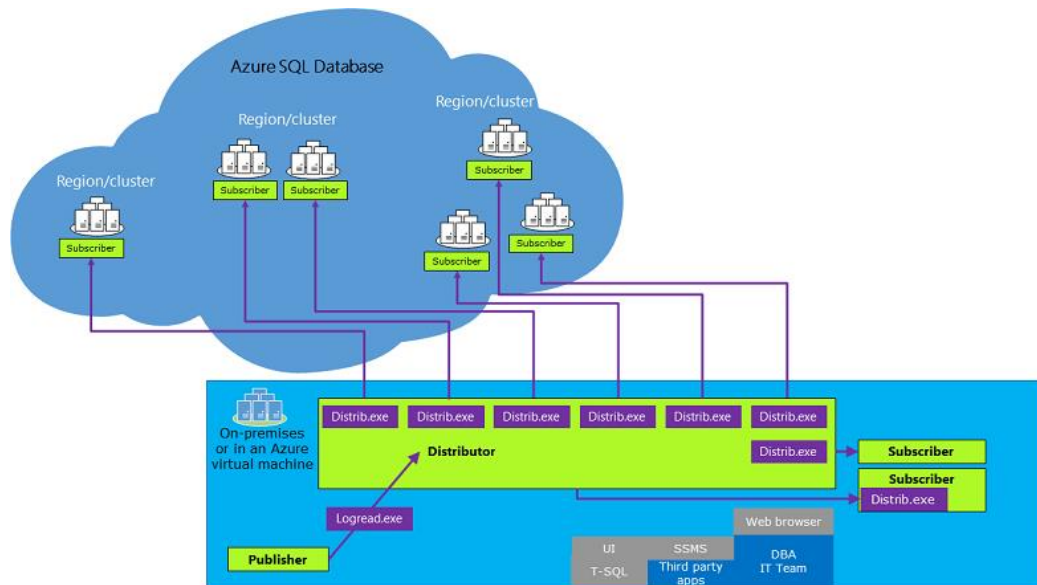 Azure SQL Database
Region/cluster
Region/cluster
Region/cluster
Subscriber
Subscriber
Subscriber
Subscriber
Subscriber
Subscriber
On-premises
or in an Azure
virtual machine
Distrib.exe
Distrib.exe
Distrib.exe
Distrib.exe
Distrib.exe
Distrib.exe
Distributor
Distrib.exe
Subscriber
Subscriber
Distrib.exe
Logread.exe
Publisher
Web browser
UI
SSMS
DBA
IT Team
T-SQL
Third party
apps